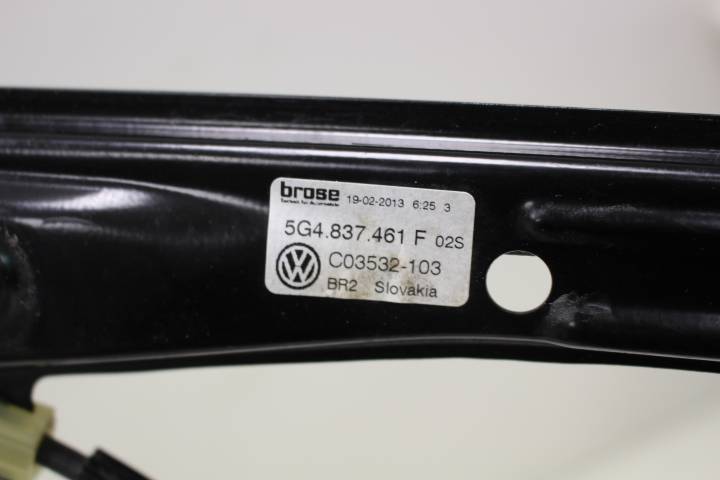 brose 19-02-2013 6:25 3
5G4.837.461 F 02S
C03532-103
BR2 Slovakia